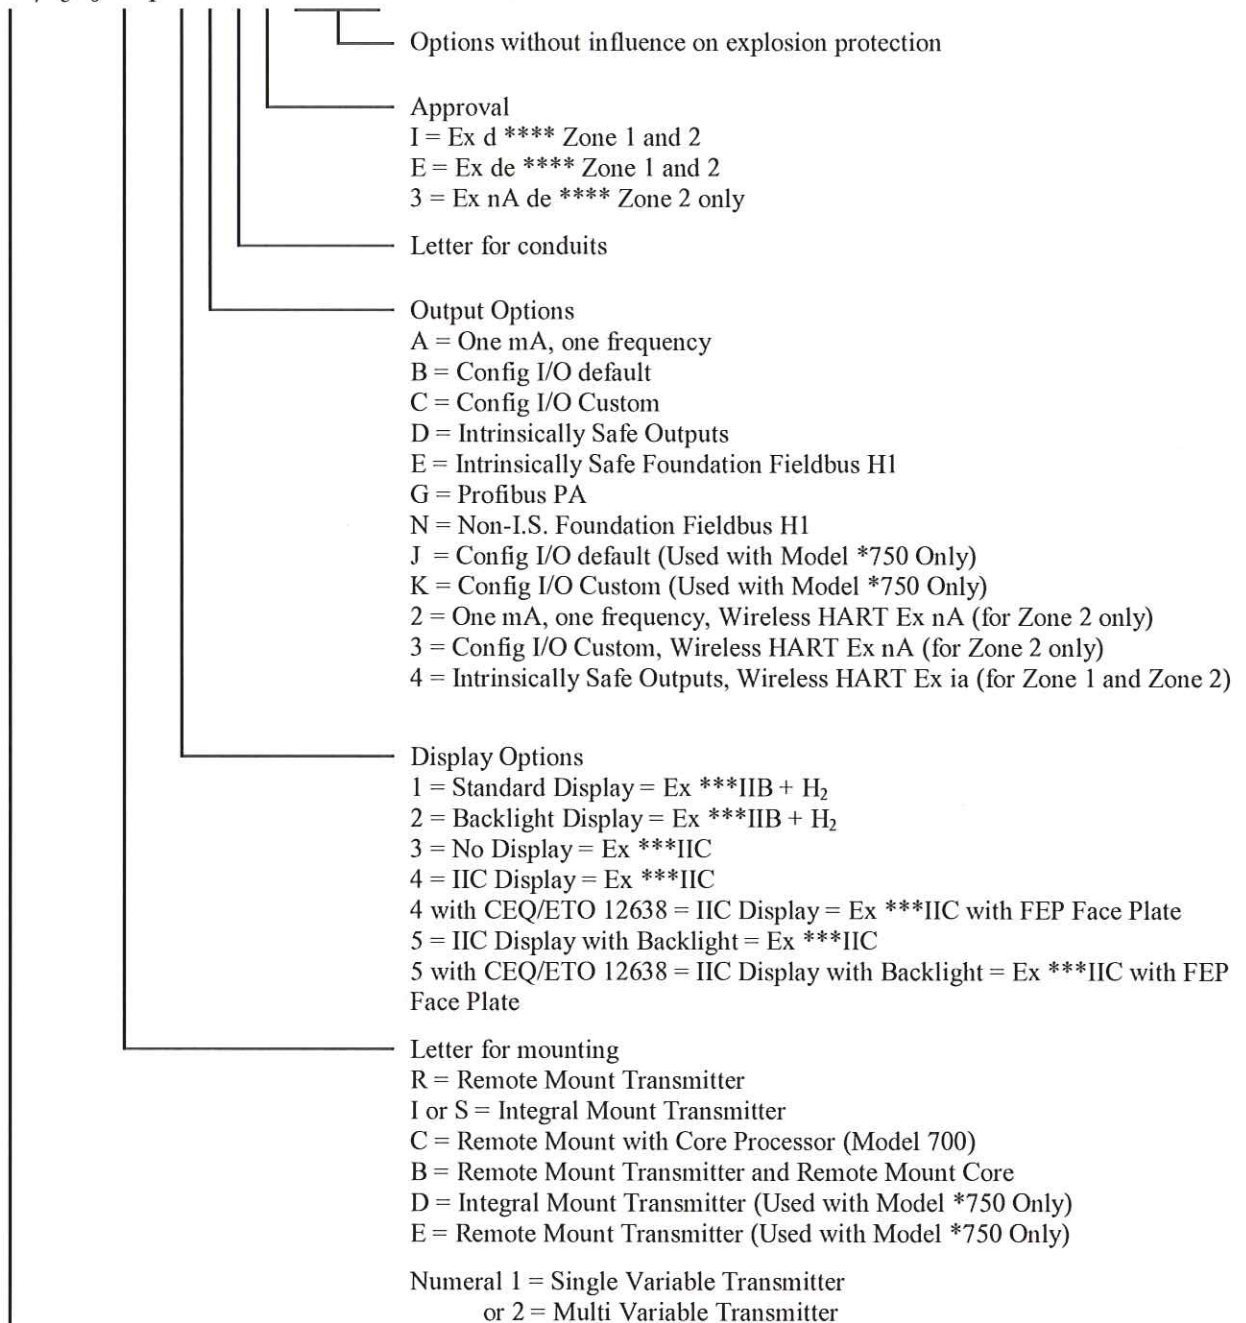 Options without influence on explosion protection
Approval
I = Ex d **** Zone 1 and 2
E = Ex de **** Zone 1 and 2
3 = Ex nA de **** Zone 2 only
Letter for conduits
Output Options
A = One mA, one frequency
B = Config I/O default
C = Config I/O Custom
D = Intrinsically Safe Outputs
E = Intrinsically Safe Foundation Fieldbus H1
G = Profibus PA
N = Non-I.S. Foundation Fieldbus H1
J = Config I/O default (Used with Model *750 Only)
K = Config I/O Custom (Used with Model *750 Only)
2 = One mA, one frequency, Wireless HART Ex nA (for Zone 2 only)
3 = Config I/O Custom, Wireless HART Ex nA (for Zone 2 only)
4 = Intrinsically Safe Outputs, Wireless HART Ex ia (for Zone 1 and Zone 2)
Display Options
1 = Standard Display = Ex ***IIB + H₂
2 = Backlight Display = Ex ***IIB + H₂
3 = No Display = Ex ***IIC
4 = IIC Display = Ex ***IIC
4 with CEQ/ETO 12638 = IIC Display = Ex ***IIC with FEP Face Plate
5 = IIC Display with Backlight = Ex ***IIC
5 with CEQ/ETO 12638 = IIC Display with Backlight = Ex ***IIC with FEP
Face Plate
Letter for mounting
R = Remote Mount Transmitter
I or S = Integral Mount Transmitter
C = Remote Mount with Core Processor (Model 700)
B = Remote Mount Transmitter and Remote Mount Core
D = Integral Mount Transmitter (Used with Model *750 Only)
E = Remote Mount Transmitter (Used with Model *750 Only)
Numeral 1 = Single Variable Transmitter
or 2 = Multi Variable Transmitter